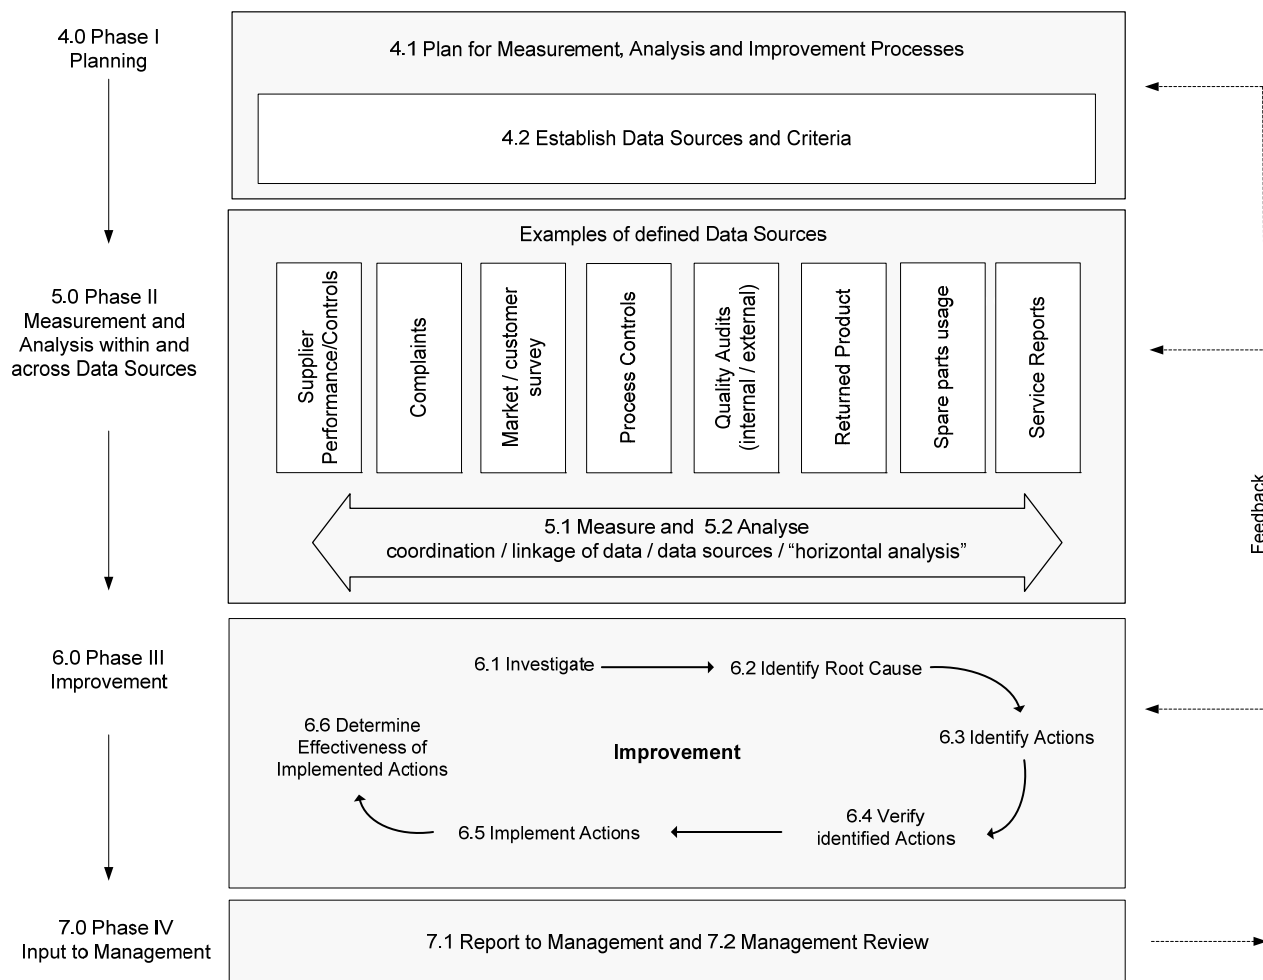 4.0 Phase I
Planning
4.1 Plan for Measurement, Analysis and Improvement Processes
4.2 Establish Data Sources and Criteria
5.0 Phase II
Measurement and
Analysis within and
across Data Sources
Examples of defined Data Sources
Supplier
Performance/Controls
Complaints
Market / customer
survey
Process Controls
Quality Audits
(internal / external)
Returned Product
Spare parts usage
Service Reports
5.1 Measure and 5.2 Analyse
coordination / linkage of data / data sources / “horizontal analysis”
Feedback
6.0 Phase III
Improvement
6.1 Investigate
6.2 Identify Root Cause
6.3 Identify Actions
6.4 Verify
identified Actions
6.5 Implement Actions
6.6 Determine
Effectiveness of
Implemented Actions
Improvement
7.0 Phase IV
Input to Management
7.1 Report to Management and 7.2 Management Review